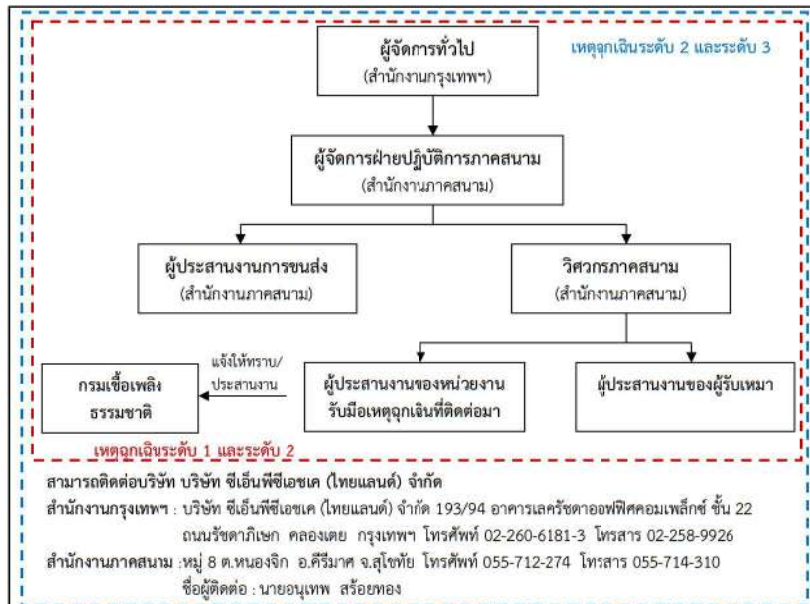 ผู้จัดการทั่วไป
(สำนักงานกรุงเทพฯ)
เหตุฉุกเฉินระดับ 2 และระดับ 3
ผู้จัดการฝ่ายปฏิบัติการภาคสนาม
(สำนักงานภาคสนาม)
ผู้ประสานงานการขนส่ง
(สำนักงานภาคสนาม)
วิศวกรภาคสนาม
(สำนักงานภาคสนาม)
กรมเชื้อเพลิง
ธรรมชาติ
แจ้งให้ทราบ/
ประสานงาน
ผู้ประสานงานของหน่วยงาน
รับมือเหตุฉุกเฉินที่ติดต่อมา
ผู้ประสานงานของผู้รับเหมา
เหตุฉุกเฉินระดับ 1 และระดับ 2
สามารถติดต่อบริษัท บริษัท ซีเอ็นพีซีเอชเค (ไทยแลนด์) จำกัด
สำนักงานกรุงเทพฯ : บริษัท ซีเอ็นพีซีเอชเค (ไทยแลนด์) จำกัด 193/94 อาคารเลครัชดาออฟฟิศคอมเพล็กซ์ ชั้น 22
ถนนรัชดาภิเษก คลองเตย กรุงเทพฯ โทรศัพท์ 02-260-6181-3 โทรสาร 02-258-9926
สำนักงานภาคสนาม :หมู่ 8 ต.หนองจิก อ.คีรีมาศ จ.สุโขทัย โทรศัพท์ 055-712-274 โทรสาร 055-714-310
ชื่อผู้ติดต่อ : นายอนุเทพ สร้อยทอง